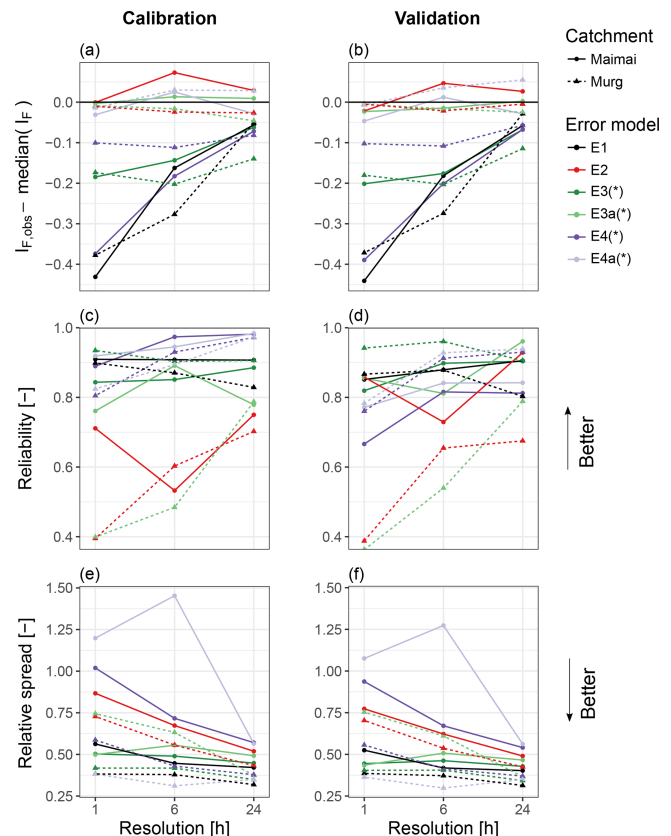 Calibration Validation
(a) (b)
Catchment
Maimai
Murg
Error model
E1
E2
E3(*)
E3a(*)
E4(*)
E4a(*)
I_F,obs − median( I_F)
0.0 0.0
−0.1 −0.1
−0.2 −0.2
−0.3 −0.3
−0.4 −0.4
(c) (d)
Reliability [−]
1.0 1.0
0.8 0.8
0.6 0.6
0.4 0.4
Better
(e) (f)
Relative spread [−]
1.50 1.50
1.25 1.25
1.00 1.00
0.75 0.75
0.50 0.50
0.25 0.25
Better
1 6 24 1 6 24
Resolution [h] Resolution [h]